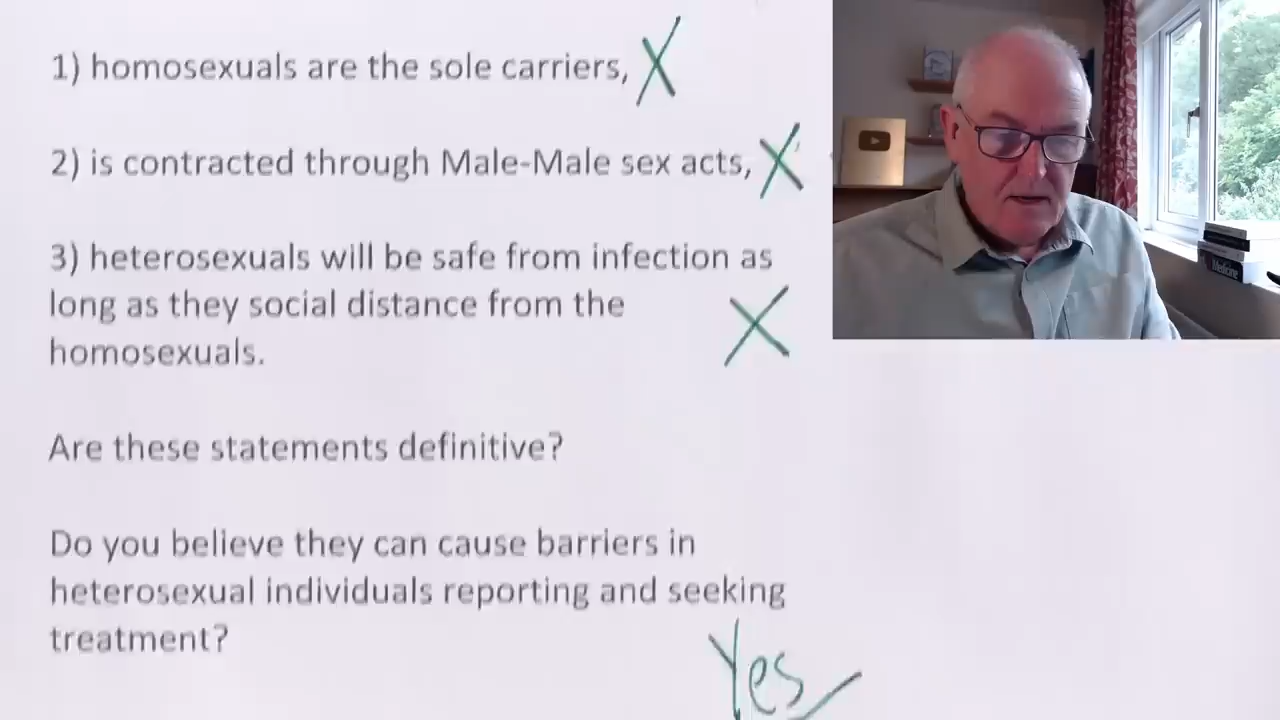 1) homosexuals are the sole carriers, X
2) is contracted through Male-Male sex acts, X
3) heterosexuals will be safe from infection as
long as they social distance from the
homosexuals. X
Are these statements definitive?
Do you believe they can cause barriers in
heterosexual individuals reporting and seeking
treatment?
Yes
Medicine